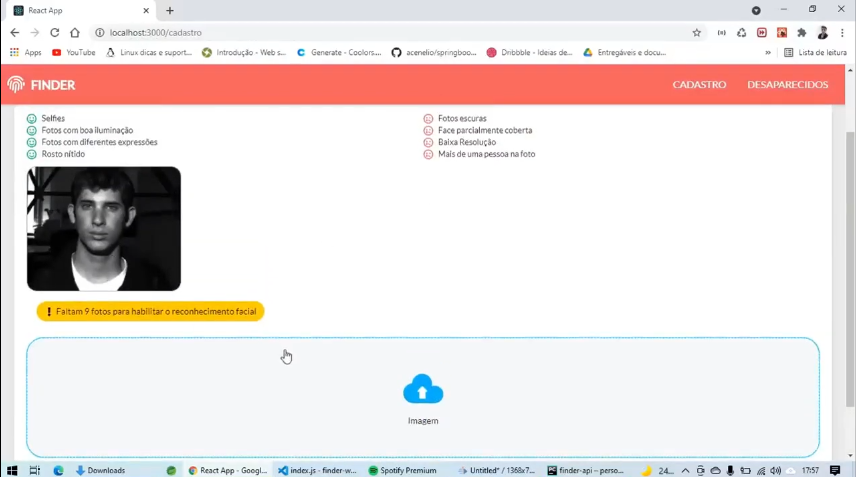 React App
localhost:3000/cadastro
Apps
YouTube
Linux dicas e suport...
Introdução - Web s...
Generate - Coolors....
acenelio/springboo...
Dribbble - Ideias de...
Entregáveis e docu...
»
Lista de leitura
FINDER
CADASTRO
DESAPARECIDOS
Selfies
Fotos com boa iluminação
Fotos com diferentes expressões
Rosto nítido
Fotos escuras
Face parcialmente coberta
Baixa Resolução
Mais de uma pessoa na foto
! Faltam 9 fotos para habilitar o reconhecimento facial
Imagem
Downloads
React App - Googl...
index.js - finder-w...
Spotify Premium
Untitled* / 1368x7...
finder-api – perso...
24...
17:57